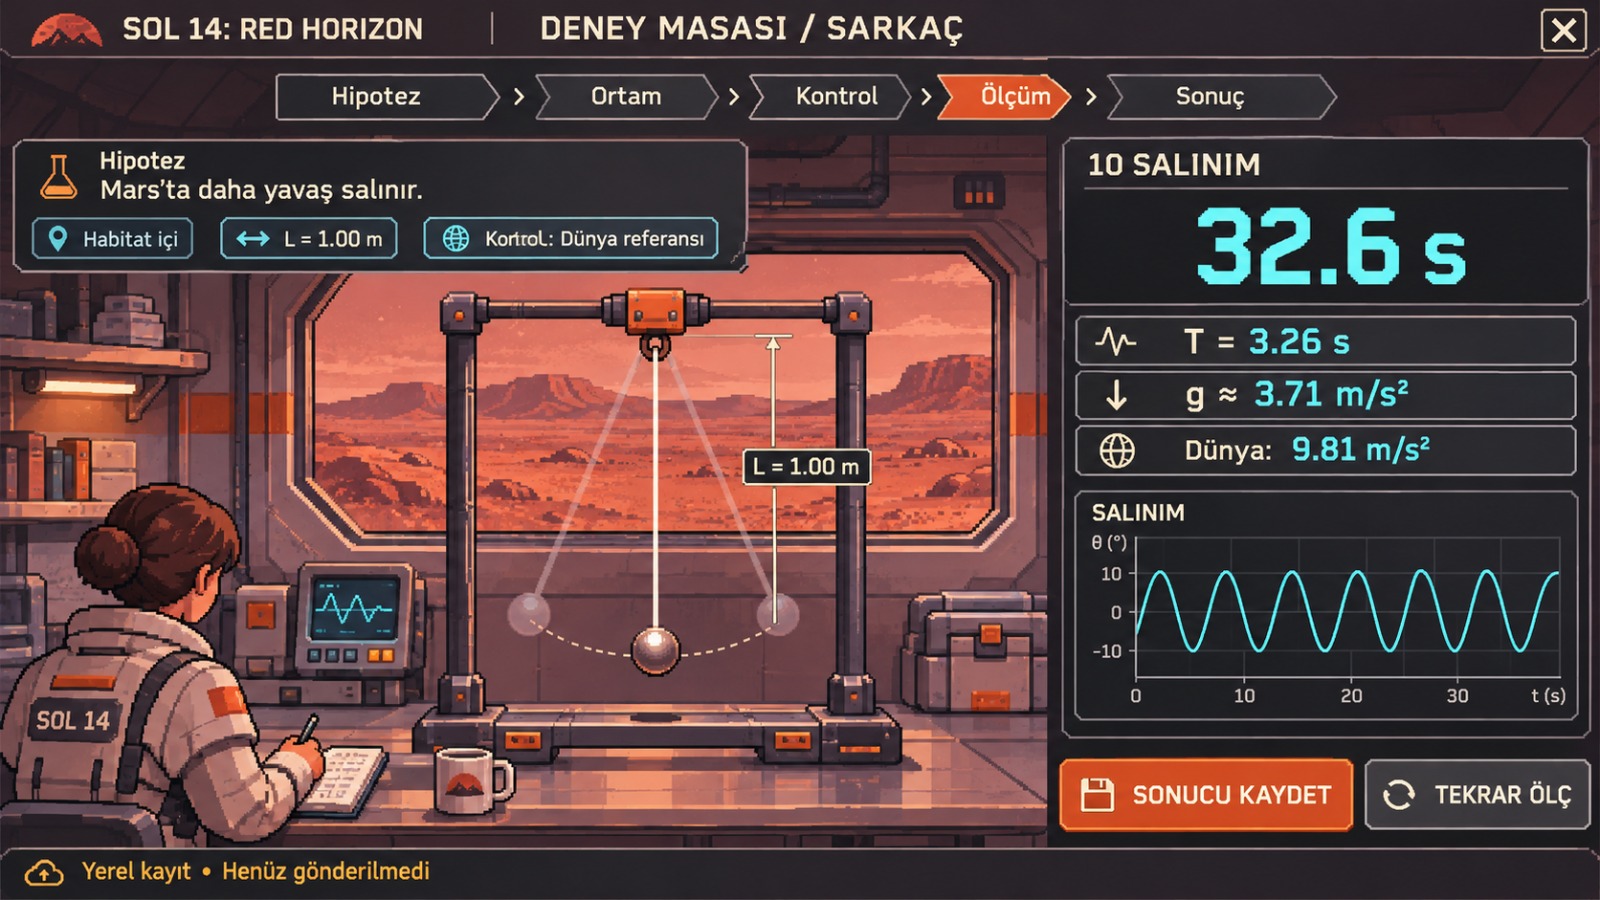 SOL 14: RED HORIZON
DENEY MASASI / SARKAÇ
Hipotez
Ortam
Kontrol
Ölçüm
Sonuç
Hipotez
Mars'ta daha yavaş salınır.
Habitat içi
L = 1.00 m
Kontrol: Dünya referansı
10 SALINIM
32.6 s
T = 3.26 s
g ≈ 3.71 m/s²
Dünya: 9.81 m/s²
L = 1.00 m
SALINIM
θ (°)
10
0
-10
0 10 20 30 t (s)
SOL 14
SONUCU KAYDET
TEKRAR ÖLÇ
Yerel kayıt • Henüz gönderilmedi